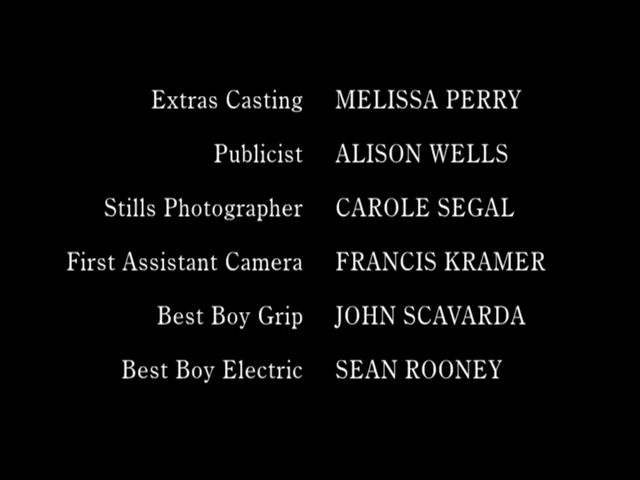 Extras Casting MELISSA PERRY
Publicist ALISON WELLS
Stills Photographer CAROLE SEGAL
First Assistant Camera FRANCIS KRAMER
Best Boy Grip JOHN SCAVARDA
Best Boy Electric SEAN ROONEY